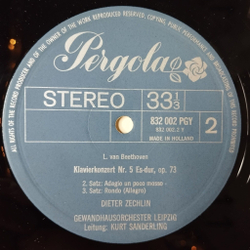 ALL RIGHTS OF THE RECORD PRODUCER AND OF THE OWNER OF THE RECORDED WORK RESERVED. COPYING, PUBLIC PERFORMANCE AND BROADCASTING OF THIS RECORD PROHIBITED
Pergola
STEREO 33 1/3
832 002 PGY
832 002.2 Y
MADE IN HOLLAND
2
L. van Beethoven
Klavierkonzert Nr. 5 Es-dur, op. 73
2. Satz: Adagio un poco mosso -
3. Satz: Rondo (Allegro)
DIETER ZECHLIN
GEWANDHAUSORCHESTER LEIPZIG
Leitung: KURT SANDERLING